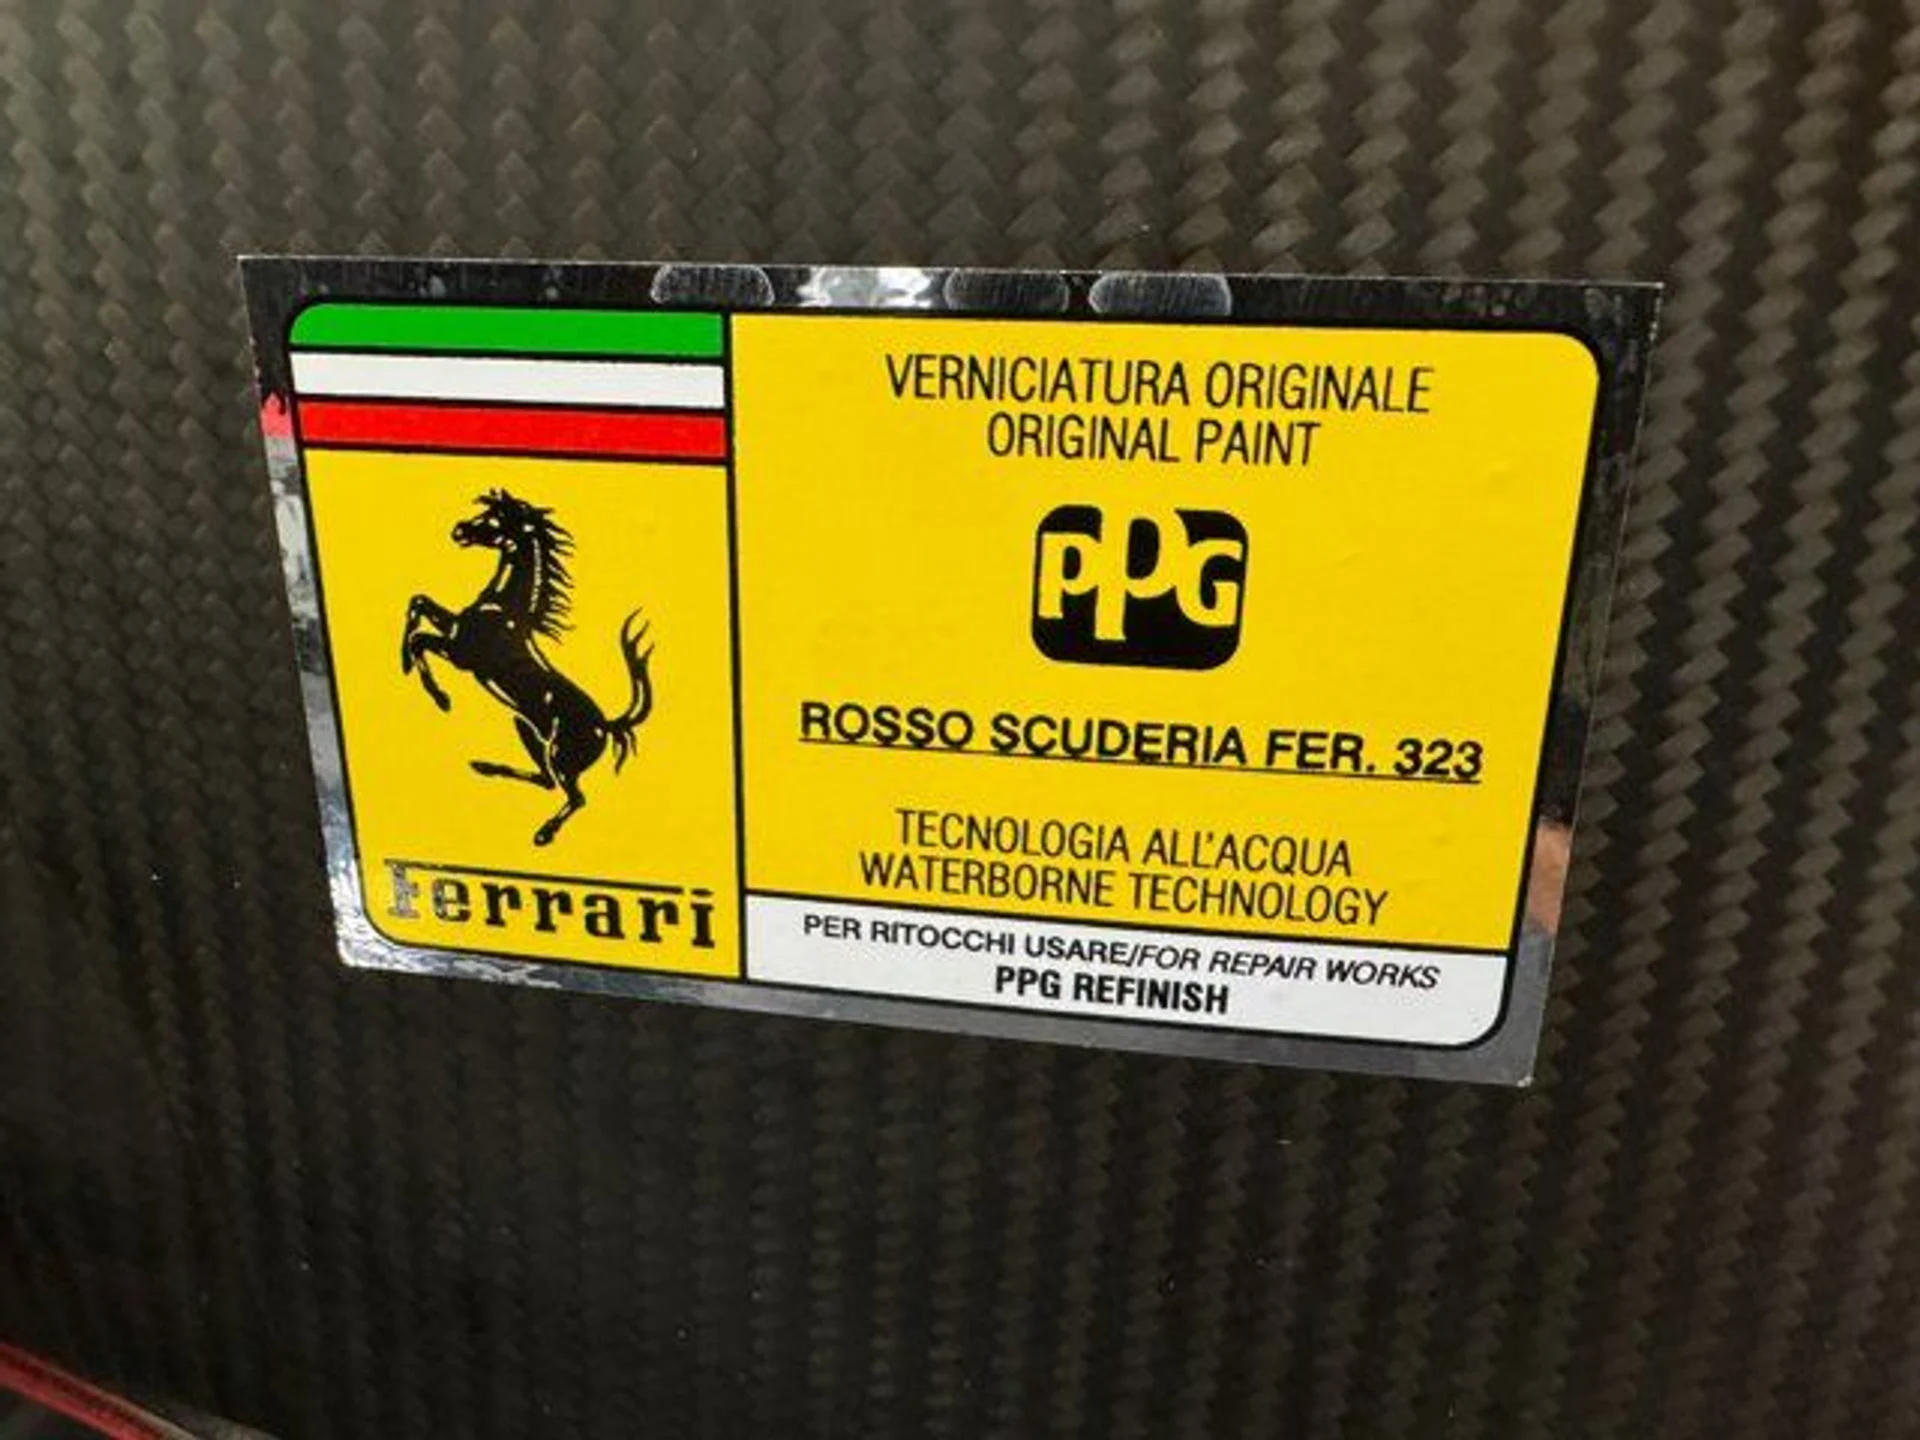 Ferrari
VERNICIATURA ORIGINALE
ORIGINAL PAINT
PPG
ROSSO SCUDERIA FER. 323
TECNOLOGIA ALL'ACQUA
WATERBORNE TECHNOLOGY
PER RITOCCHI USARE/FOR REPAIR WORKS
PPG REFINISH